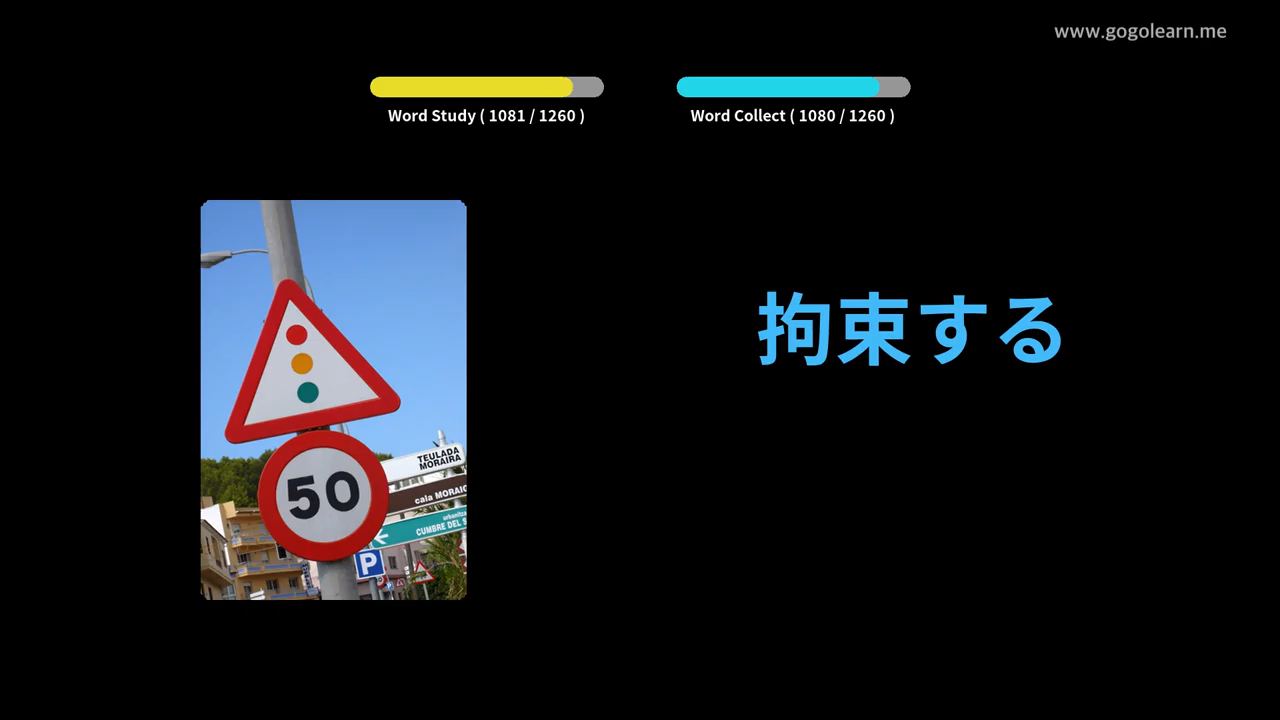 www.gogolearn.me
Word Study ( 1081 / 1260 )
Word Collect ( 1080 / 1260 )
拘束する
50
TEULADA
MORAIRA
cala
CUMBRE DEL
P